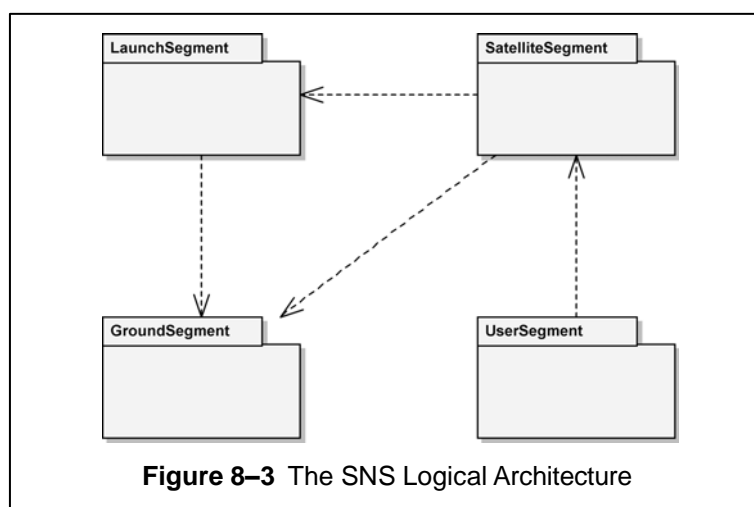 LaunchSegment
SatelliteSegment
GroundSegment
UserSegment
Figure 8–3 The SNS Logical Architecture